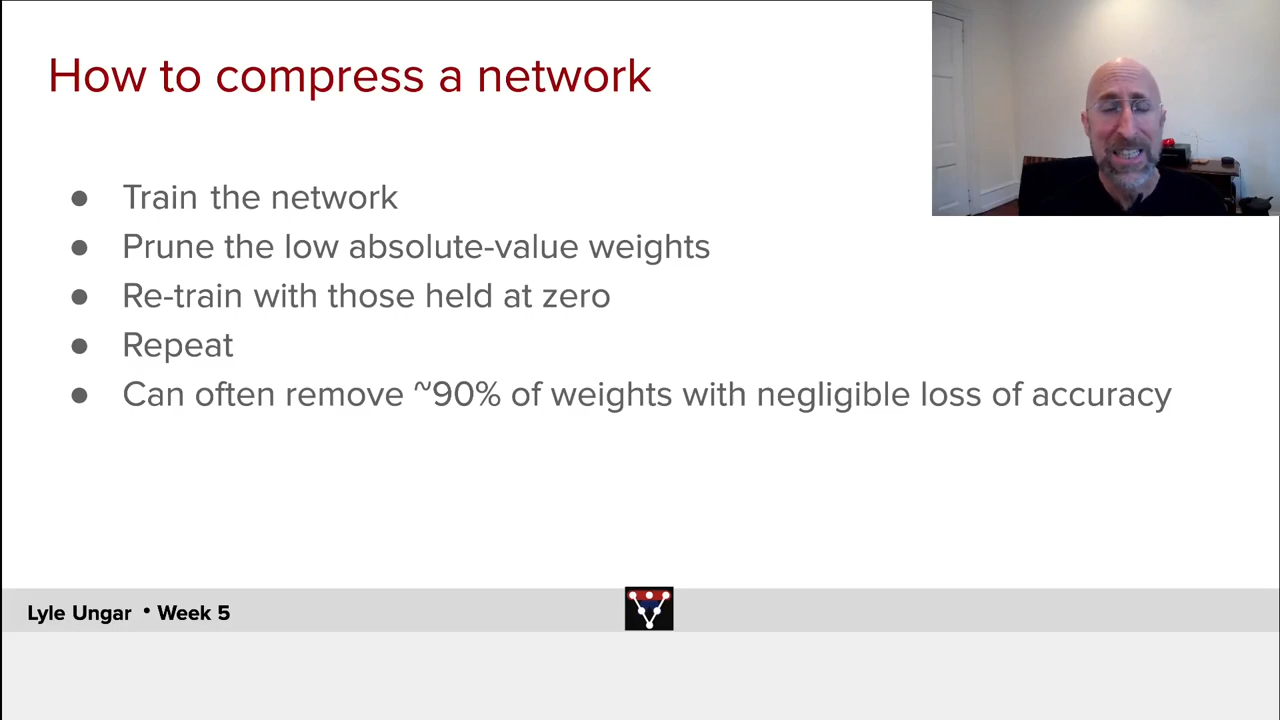 How to compress a network
● Train the network
● Prune the low absolute-value weights
● Re-train with those held at zero
● Repeat
● Can often remove ~90% of weights with negligible loss of accuracy
Lyle Ungar • Week 5